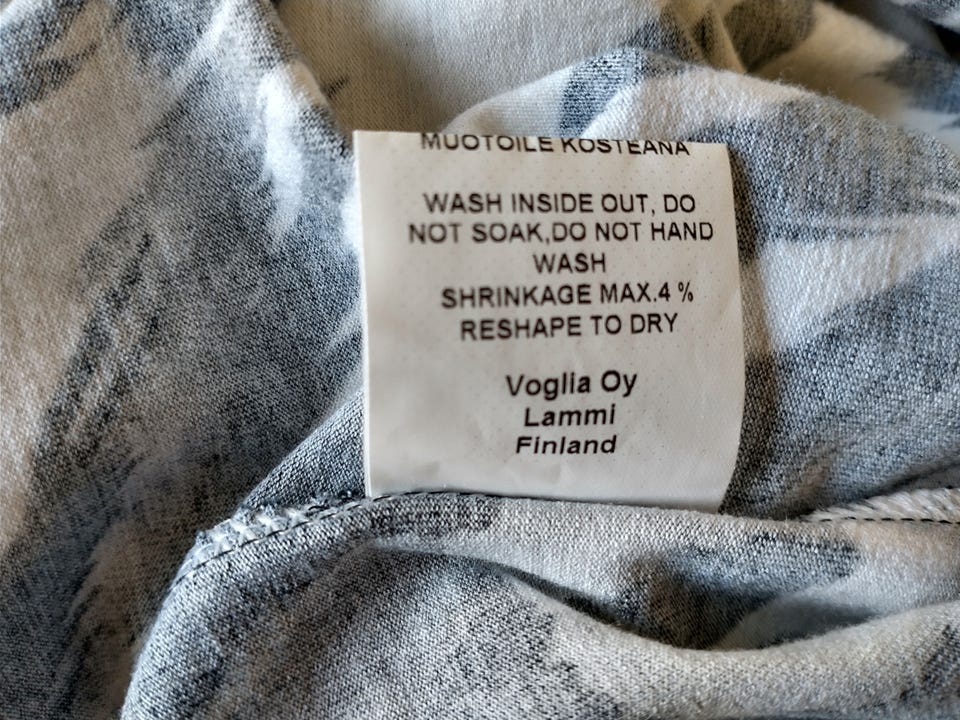 MUOTOILE KOSTEANA
WASH INSIDE OUT, DO
NOT SOAK,DO NOT HAND
WASH
SHRINKAGE MAX.4 %
RESHAPE TO DRY
Voglia Oy
Lammi
Finland